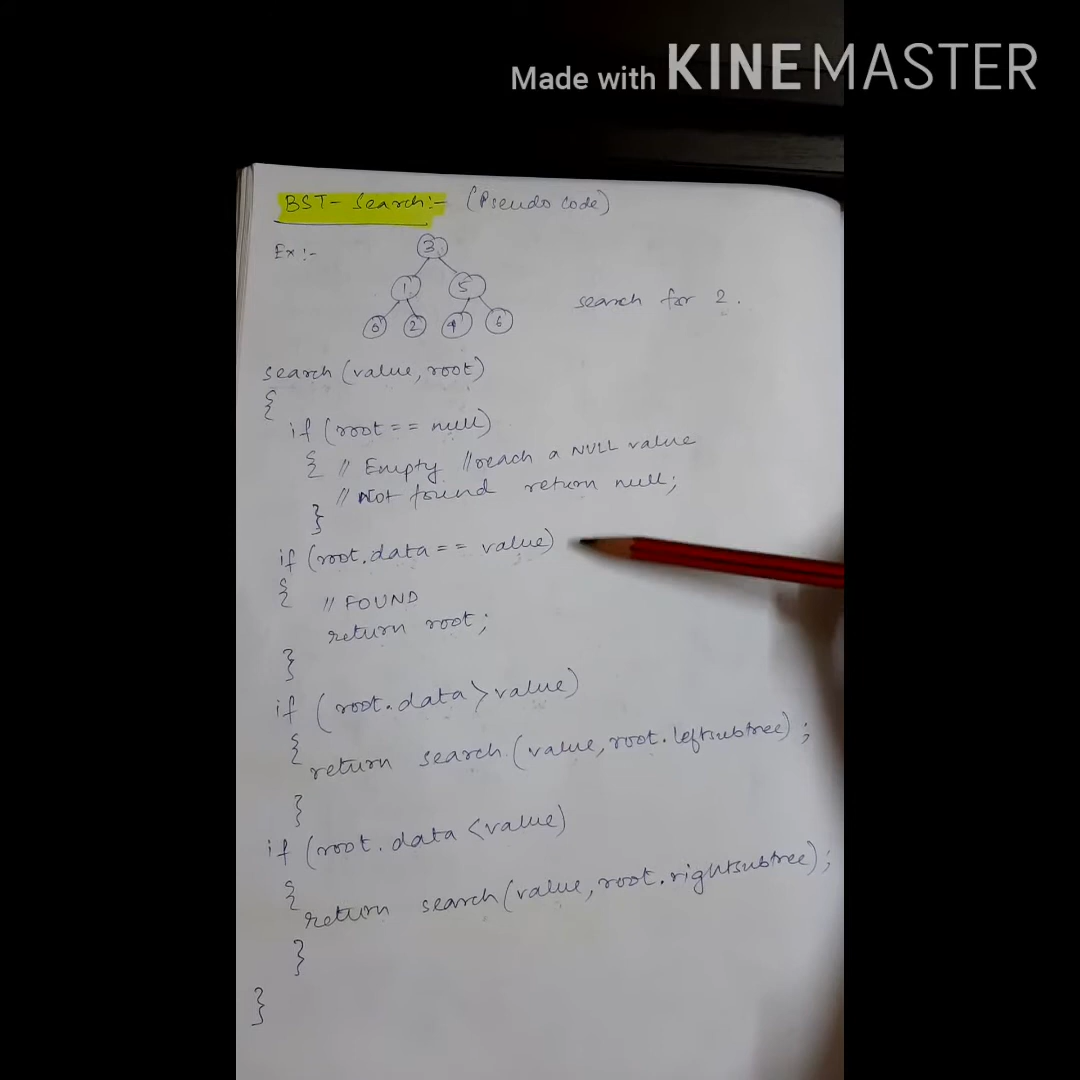 Made with KINEMASTER
BST- Search:- (Pseudo code)
Ex:-
3
1 5
0 2 4 6
search for 2.
search (value, root)
{
if (root == null)
{ // Empty // reach a NULL value
// Not found return null;
}
if (root.data == value)
{ // FOUND
return root;
}
if (root.data > value)
{
return search (value, root.leftsubtree);
}
if (root.data < value)
{
return search (value, root.rightsubtree);
}
}